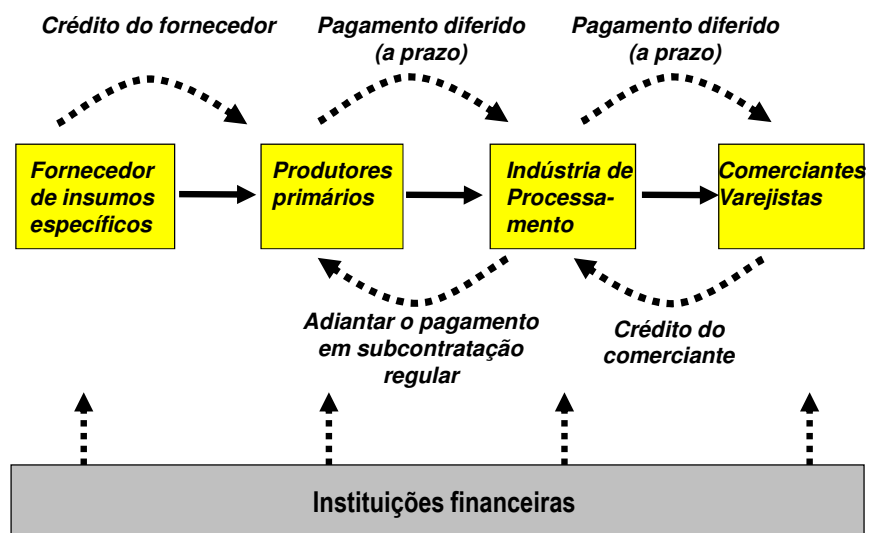 Crédito do fornecedor
Pagamento diferido
(a prazo)
Pagamento diferido
(a prazo)
Fornecedor
de insumos
específicos
Produtores
primários
Indústria de
Processa-
mento
Comerciantes
Varejistas
Adiantar o pagamento
em subcontratação
regular
Crédito do
comerciante
Instituições financeiras